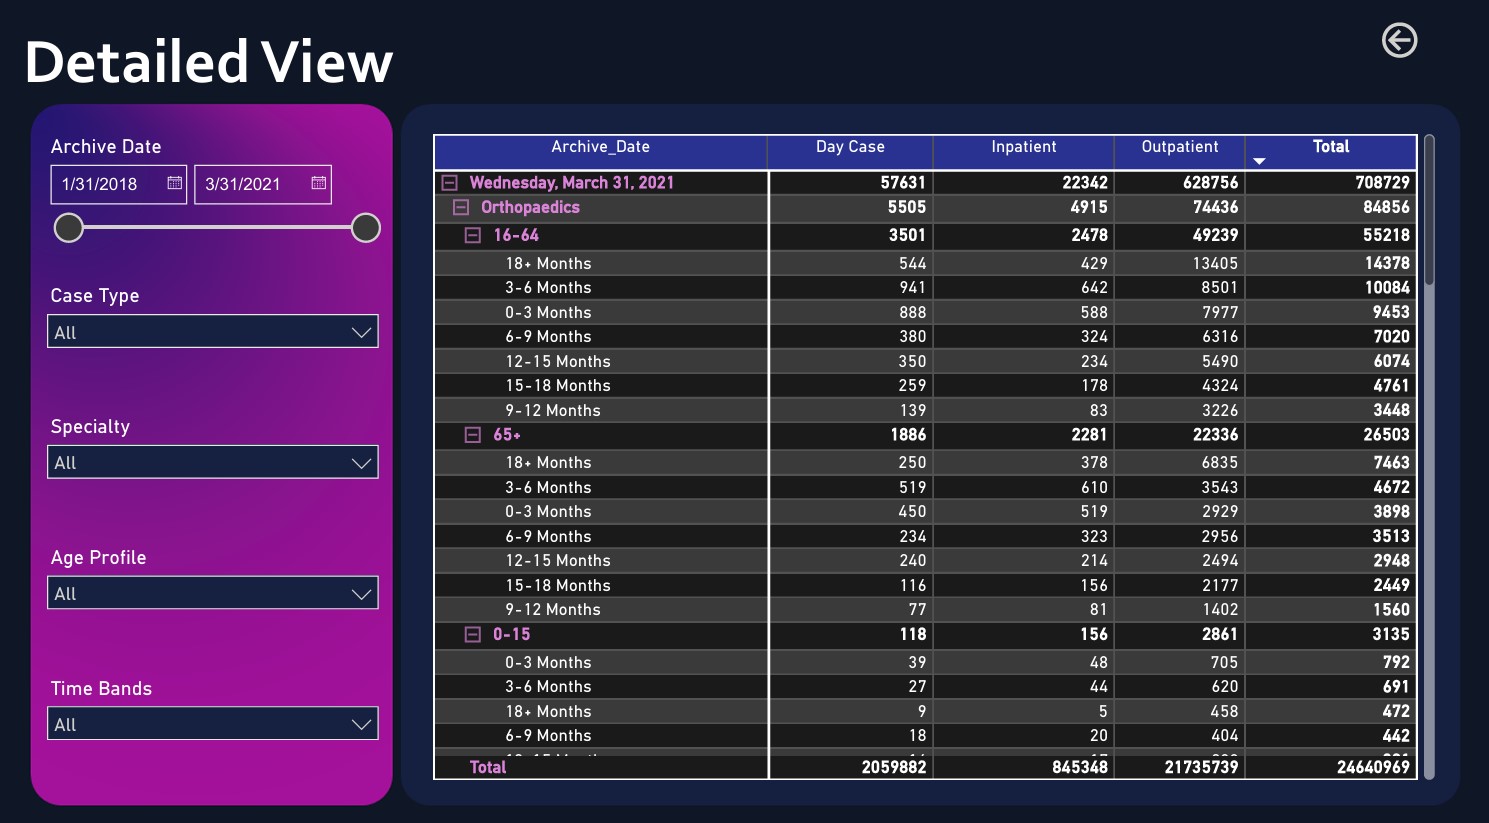 Detailed View
Archive Date
1/31/2018 3/31/2021
Case Type
All
Specialty
All
Age Profile
All
Time Bands
All
Archive_Date Day Case Inpatient Outpatient Total
Wednesday, March 31, 2021 57631 22342 628756 708729
Orthopaedics 5505 4915 74436 84856
16-64 3501 2478 49239 55218
18+ Months 544 429 13405 14378
3-6 Months 941 642 8501 10084
0-3 Months 888 588 7977 9453
6-9 Months 380 324 6316 7020
12-15 Months 350 234 5490 6074
15-18 Months 259 178 4324 4761
9-12 Months 139 83 3226 3448
65+ 1886 2281 22336 26503
18+ Months 250 378 6835 7463
3-6 Months 519 610 3543 4672
0-3 Months 450 519 2929 3898
6-9 Months 234 323 2956 3513
12-15 Months 240 214 2494 2948
15-18 Months 116 156 2177 2449
9-12 Months 77 81 1402 1560
0-15 118 156 2861 3135
0-3 Months 39 48 705 792
3-6 Months 27 44 620 691
18+ Months 9 5 458 472
6-9 Months 18 20 404 442
Total 2059882 845348 21735739 24640969